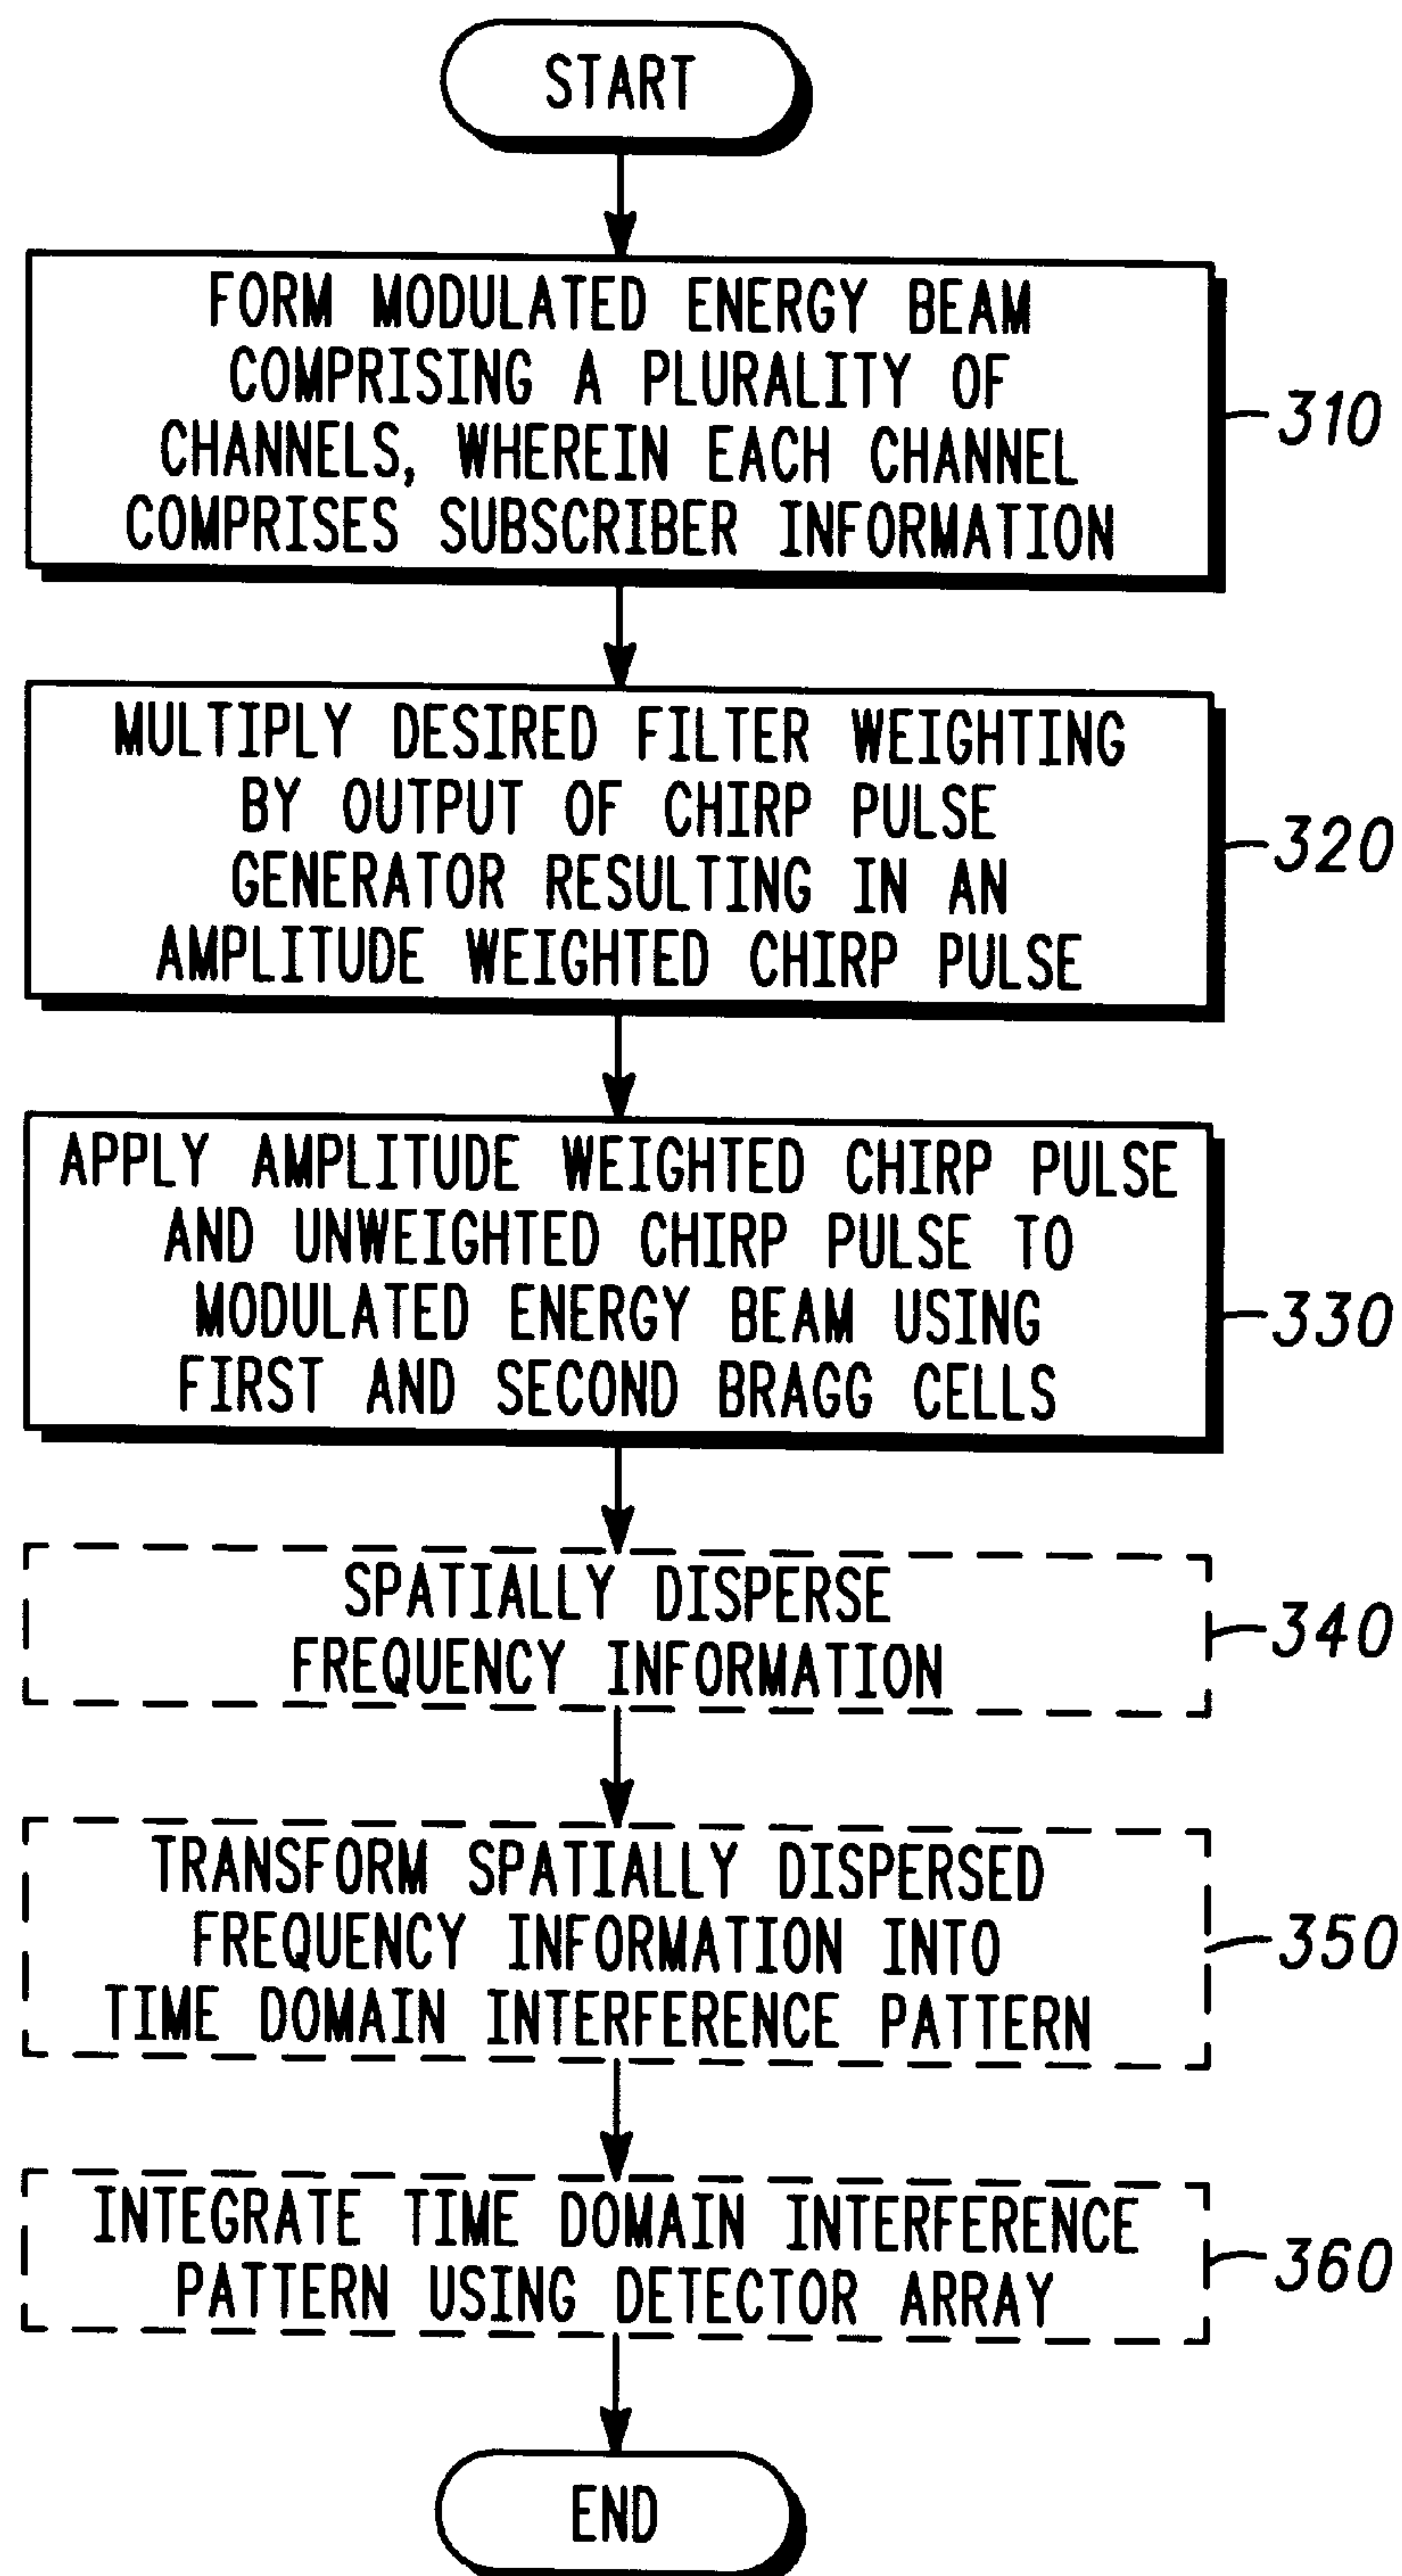 START
FORM MODULATED ENERGY BEAM
COMPRISING A PLURALITY OF
CHANNELS, WHEREIN EACH CHANNEL
COMPRISES SUBSCRIBER INFORMATION
310
MULTIPLY DESIRED FILTER WEIGHTING
BY OUTPUT OF CHIRP PULSE
GENERATOR RESULTING IN AN
AMPLITUDE WEIGHTED CHIRP PULSE
320
APPLY AMPLITUDE WEIGHTED CHIRP PULSE
AND UNWEIGHTED CHIRP PULSE TO
MODULATED ENERGY BEAM USING
FIRST AND SECOND BRAGG CELLS
330
SPATIALLY DISPERSE
FREQUENCY INFORMATION
340
TRANSFORM SPATIALLY DISPERSED
FREQUENCY INFORMATION INTO
TIME DOMAIN INTERFERENCE PATTERN
350
INTEGRATE TIME DOMAIN INTERFERENCE
PATTERN USING DETECTOR ARRAY
360
END